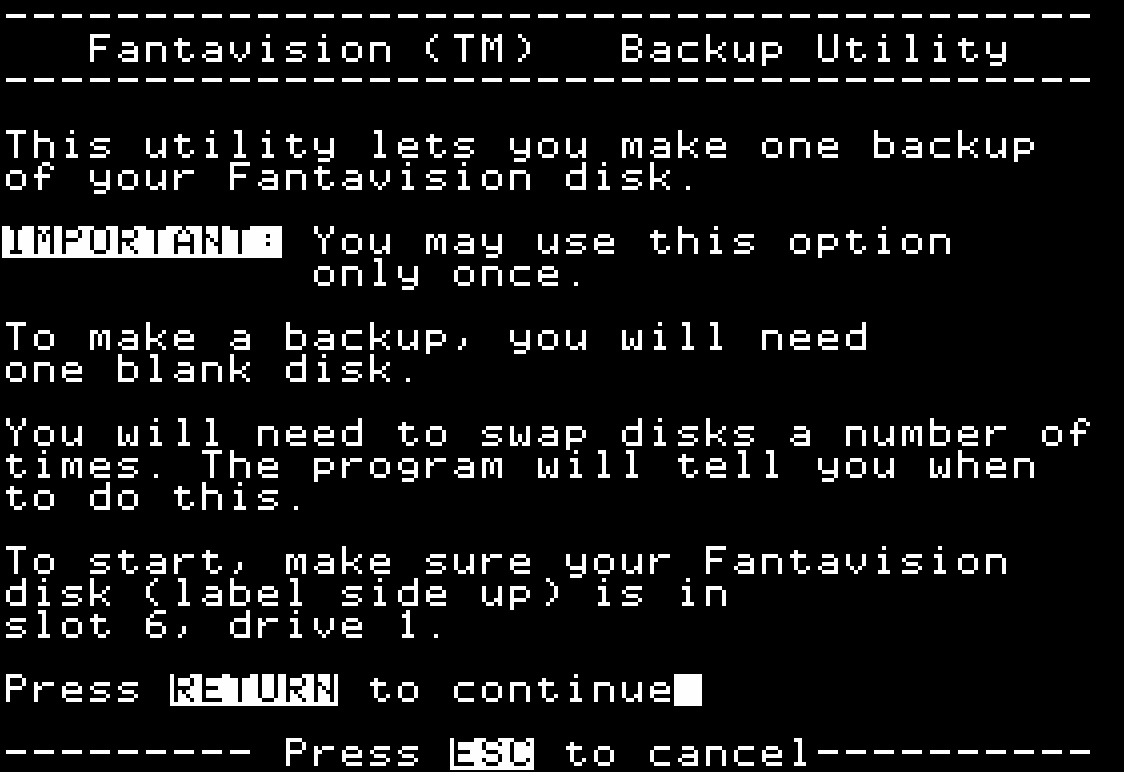 ---------------------------------------
Fantavision (TM)   Backup Utility
---------------------------------------
This utility lets you make one backup
of your Fantavision disk.
IMPORTANT: You may use this option
only once.
To make a backup, you will need
one blank disk.
You will need to swap disks a number of
times. The program will tell you when
to do this.
To start, make sure your Fantavision
disk (label side up) is in
slot 6, drive 1.
Press RETURN to continue
--------- Press ESC to cancel----------